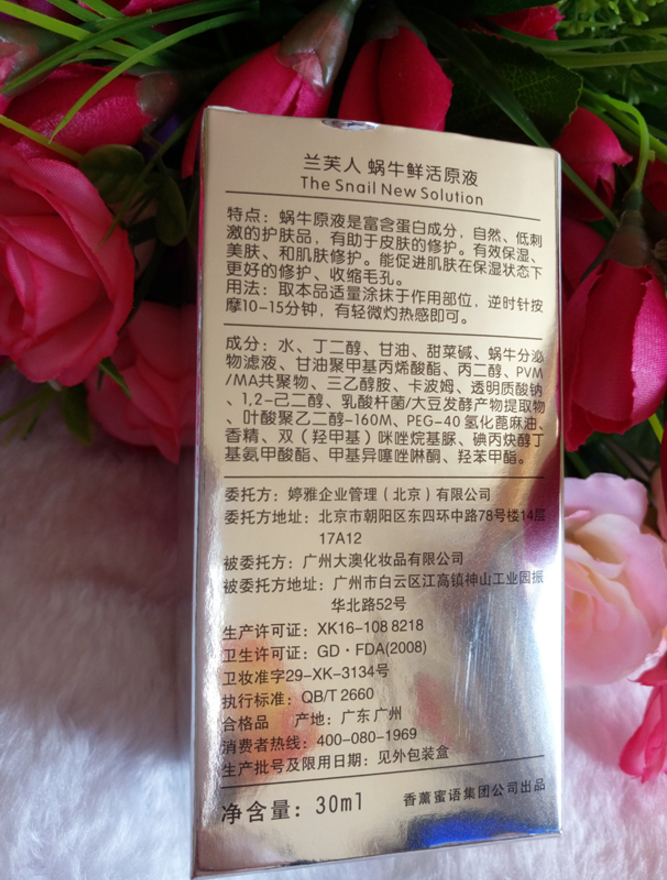 兰芙人 蜗牛鲜活原液
The Snail New Solution
特点：蜗牛原液是富含蛋白成分，自然、低刺
激的护肤品，有助于皮肤的修护。有效保湿、
美肤、和肌肤修护。能促进肌肤在保湿状态下
更好的修护、收缩毛孔。
用法：取本品适量涂抹于作用部位，逆时针按
摩10-15分钟，有轻微灼热感即可。
成分：水、丁二醇、甘油、甜菜碱、蜗牛分泌
物滤液、甘油聚甲基丙烯酸酯、丙二醇、PVM
/MA共聚物、三乙醇胺、卡波姆、透明质酸钠
、1,2-己二醇、乳酸杆菌/大豆发酵产物提取物
、叶酸聚乙二醇-160M、PEG-40 氢化蓖麻油、
香精、双（羟甲基）咪唑烷基脲、碘丙炔醇丁
基氨甲酸酯、甲基异噻唑啉酮、羟苯甲酯。
委托方：婷雅企业管理（北京）有限公司
委托方地址：北京市朝阳区东四环中路78号楼14层
17A12
被委托方：广州大澳化妆品有限公司
被委托方地址：广州市白云区江高镇神山工业园振
华北路52号
生产许可证：XK16-108 8218
卫生许可证：GD·FDA(2008)
卫妆准字29-XK-3134号
执行标准：QB/T 2660
合格品 产地：广东 广州
消费者热线：400-080-1969
生产批号及限用日期：见外包装盒
净含量：30ml 香薰蜜语集团公司出品